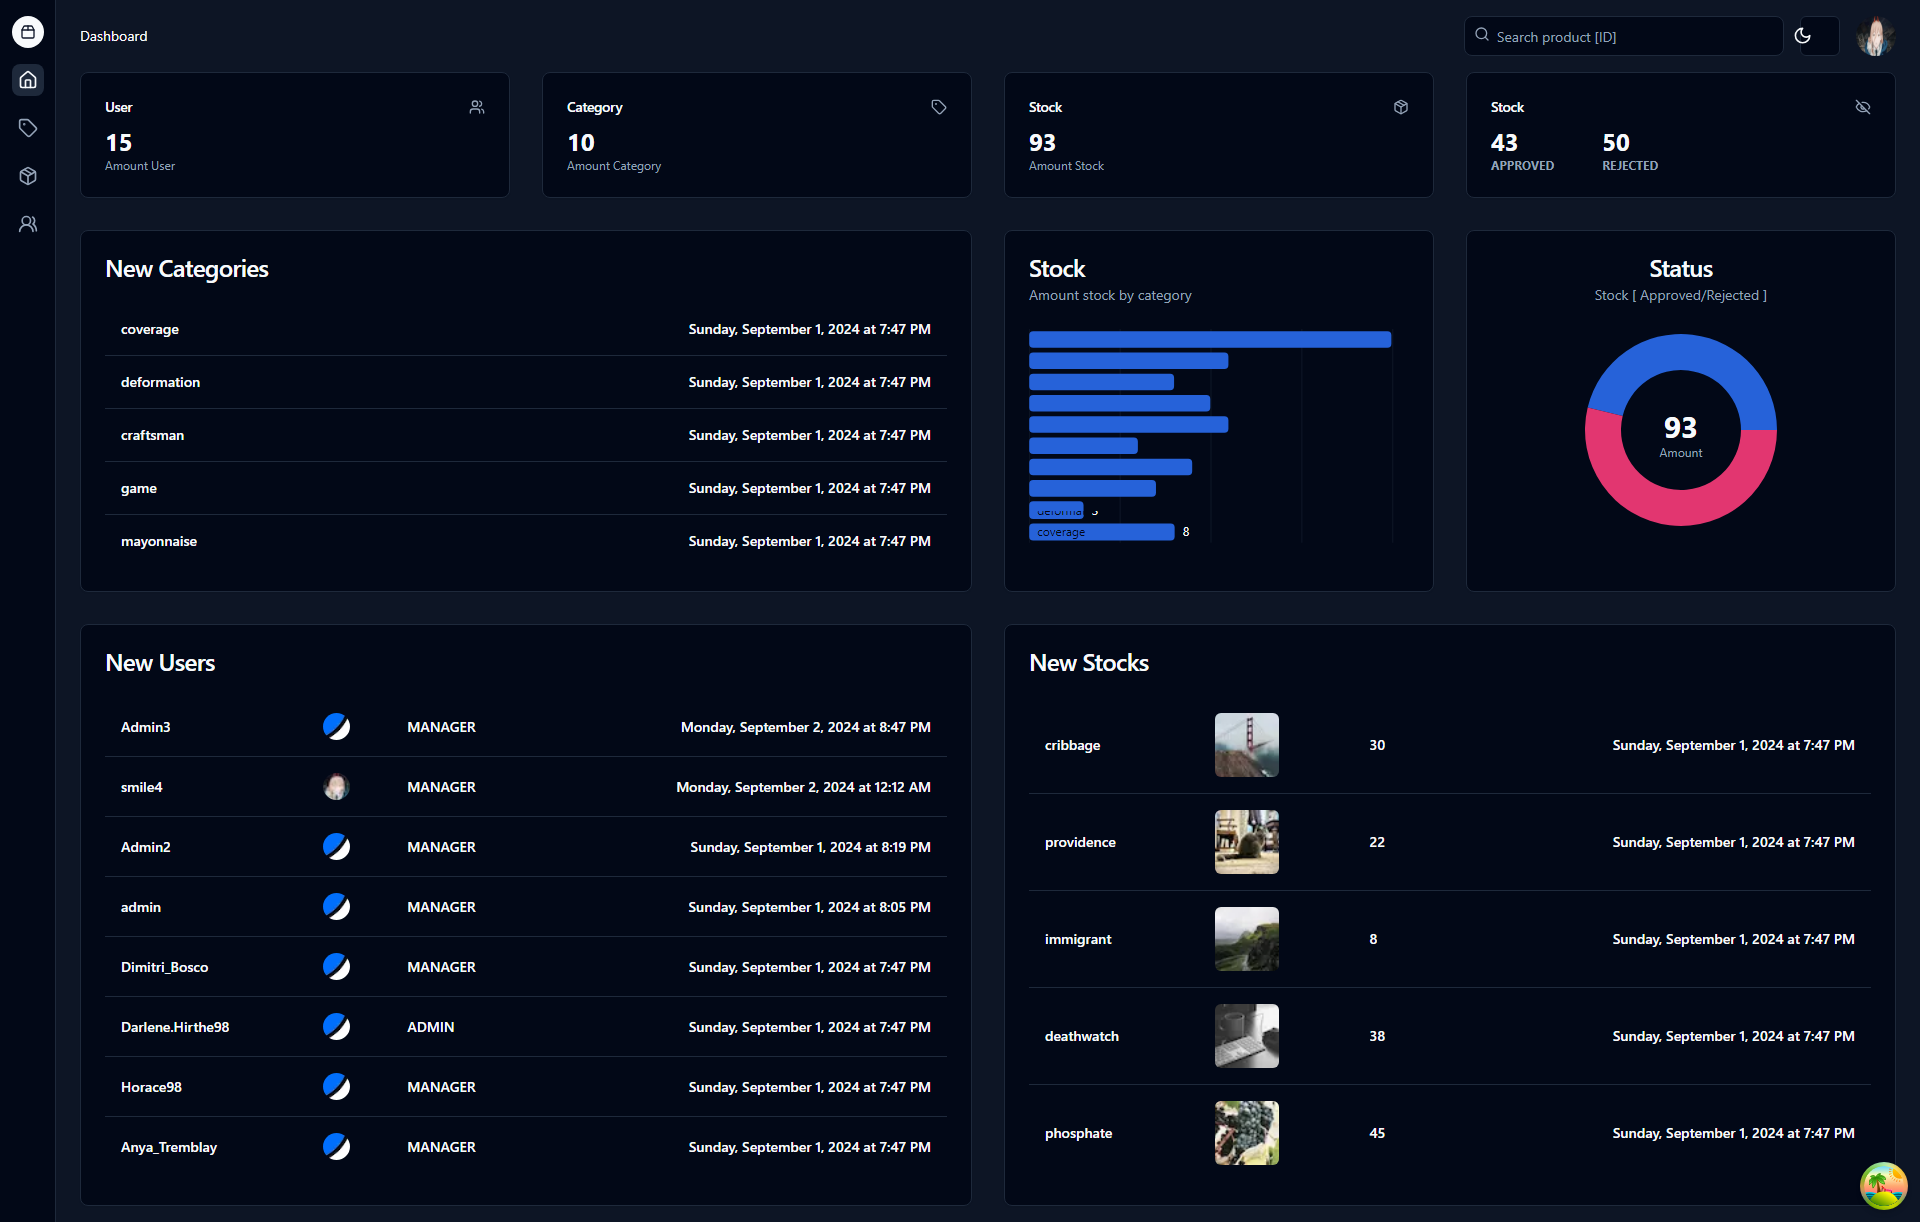 Dashboard
Search product [ID]
User
15
Amount User
Category
10
Amount Category
Stock
93
Amount Stock
Stock
43 50
APPROVED REJECTED
New Categories
coverage Sunday, September 1, 2024 at 7:47 PM
deformation Sunday, September 1, 2024 at 7:47 PM
craftsman Sunday, September 1, 2024 at 7:47 PM
game Sunday, September 1, 2024 at 7:47 PM
mayonnaise Sunday, September 1, 2024 at 7:47 PM
Stock
Amount stock by category
coverage 8
Status
Stock [ Approved/Rejected ]
93
Amount
New Users
Admin3 MANAGER Monday, September 2, 2024 at 8:47 PM
smile4 MANAGER Monday, September 2, 2024 at 12:12 AM
Admin2 MANAGER Sunday, September 1, 2024 at 8:19 PM
admin MANAGER Sunday, September 1, 2024 at 8:05 PM
Dimitri_Bosco MANAGER Sunday, September 1, 2024 at 7:47 PM
Darlene.Hirthe98 ADMIN Sunday, September 1, 2024 at 7:47 PM
Horace98 MANAGER Sunday, September 1, 2024 at 7:47 PM
Anya_Tremblay MANAGER Sunday, September 1, 2024 at 7:47 PM
New Stocks
cribbage 30 Sunday, September 1, 2024 at 7:47 PM
providence 22 Sunday, September 1, 2024 at 7:47 PM
immigrant 8 Sunday, September 1, 2024 at 7:47 PM
deathwatch 38 Sunday, September 1, 2024 at 7:47 PM
phosphate 45 Sunday, September 1, 2024 at 7:47 PM